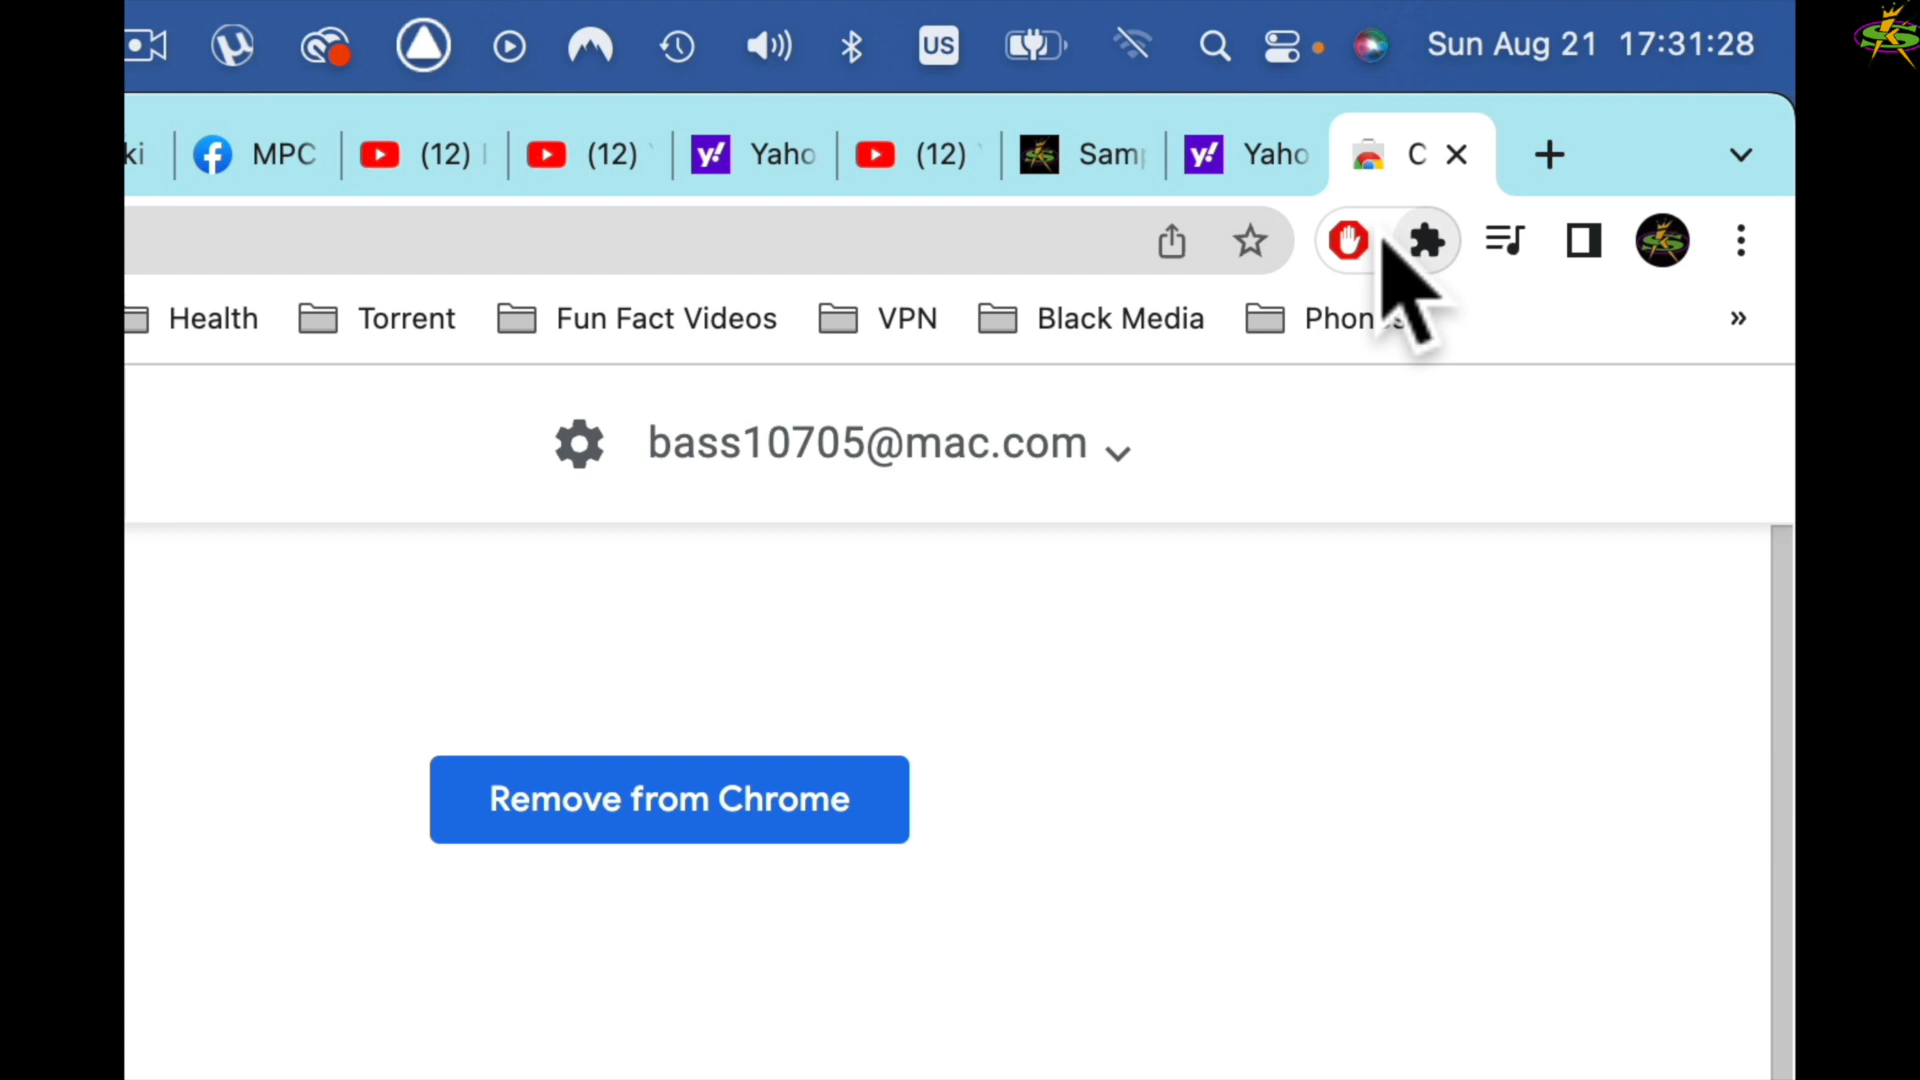 US Sun Aug 21 17:31:28
ki MPC (12) (12) Yaho (12) Sam Yaho C
Health Torrent Fun Fact Videos VPN Black Media Phones »
bass10705@mac.com
Remove from Chrome